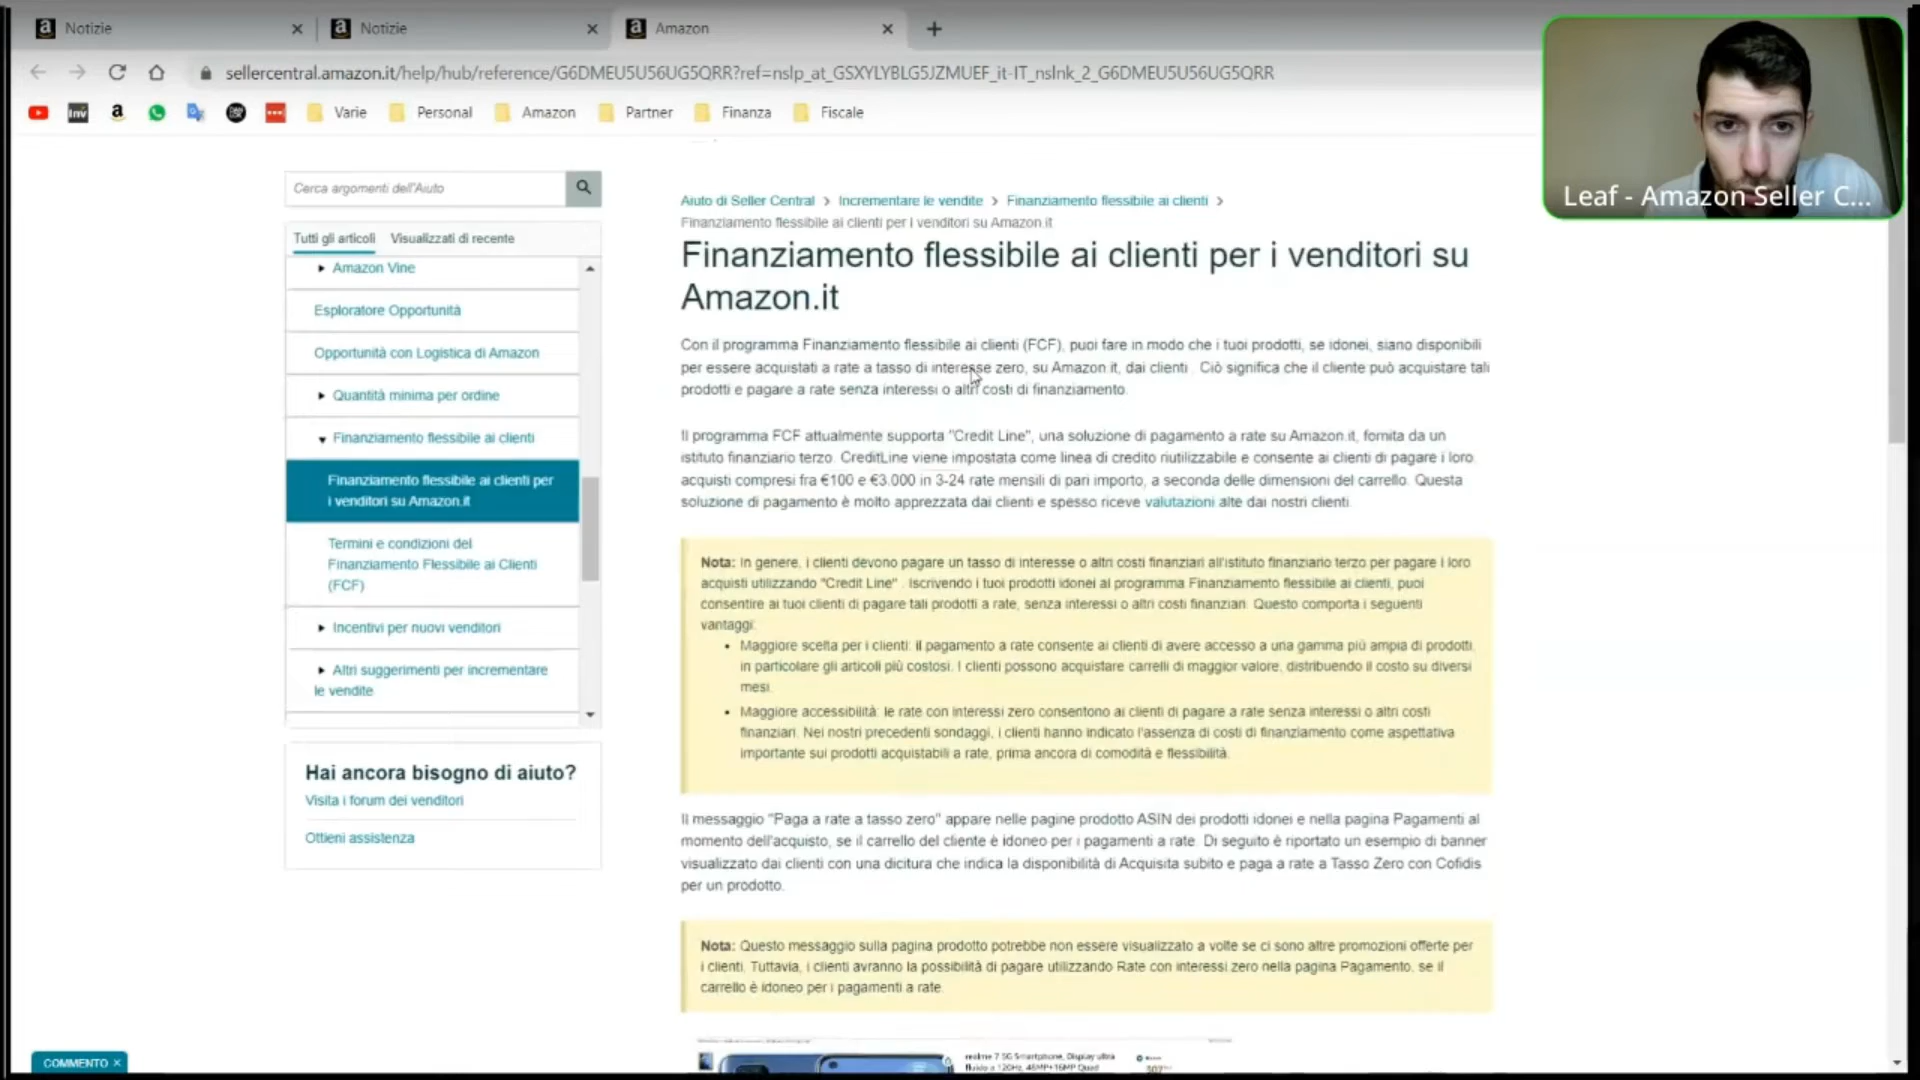 Notizie
Notizie
Amazon
sellercentral.amazon.it/help/hub/reference/G6DMEU5U56UG5QRR?ref=nslp_at_GSXYLYBLG5JZMUEF_it-IT_nslnk_2_G6DMEU5U56UG5QRR
Inv
Varie
Personal
Amazon
Partner
Finanza
Fiscale
Leaf - Amazon Seller C...
Cerca argomenti dell'Aiuto
Tutti gli articoli Visualizzati di recente
Amazon Vine
Esploratore Opportunità
Opportunità con Logistica di Amazon
Quantità minima per ordine
Finanziamento flessibile ai clienti
Finanziamento flessibile ai clienti per
i venditori su Amazon.it
Termini e condizioni del
Finanziamento Flessibile ai Clienti
(FCF)
Incentivi per nuovi venditori
Altri suggerimenti per incrementare
le vendite
Hai ancora bisogno di aiuto?
Visita i forum dei venditori
Ottieni assistenza
COMMENTO ×
Aiuto di Seller Central > Incrementare le vendite > Finanziamento flessibile ai clienti >
Finanziamento flessibile ai clienti per i venditori su Amazon.it
Finanziamento flessibile ai clienti per i venditori su
Amazon.it
Con il programma Finanziamento flessibile ai clienti (FCF), puoi fare in modo che i tuoi prodotti, se idonei, siano disponibili
per essere acquistati a rate a tasso di interesse zero, su Amazon.it, dai clienti . Ciò significa che il cliente può acquistare tali
prodotti e pagare a rate senza interessi o altri costi di finanziamento.
Il programma FCF attualmente supporta "Credit Line", una soluzione di pagamento a rate su Amazon.it, fornita da un
istituto finanziario terzo. CreditLine viene impostata come linea di credito riutilizzabile e consente ai clienti di pagare i loro
acquisti compresi fra €100 e €3.000 in 3-24 rate mensili di pari importo, a seconda delle dimensioni del carrello. Questa
soluzione di pagamento è molto apprezzata dai clienti e spesso riceve valutazioni alte dai nostri clienti.
Nota: In genere, i clienti devono pagare un tasso di interesse o altri costi finanziari all'istituto finanziario terzo per pagare i loro
acquisti utilizzando "Credit Line" . Iscrivendo i tuoi prodotti idonei al programma Finanziamento flessibile ai clienti, puoi
consentire ai tuoi clienti di pagare tali prodotti a rate, senza interessi o altri costi finanziari. Questo comporta i seguenti
vantaggi:
• Maggiore scelta per i clienti: il pagamento a rate consente ai clienti di avere accesso a una gamma più ampia di prodotti,
in particolare gli articoli più costosi. I clienti possono acquistare carrelli di maggior valore, distribuendo il costo su diversi
mesi.
• Maggiore accessibilità: le rate con interessi zero consentono ai clienti di pagare a rate senza interessi o altri costi
finanziari. Nei nostri precedenti sondaggi, i clienti hanno indicato l'assenza di costi di finanziamento come aspettativa
importante sui prodotti acquistabili a rate, prima ancora di comodità e flessibilità.
Il messaggio "Paga a rate a tasso zero" appare nelle pagine prodotto ASIN dei prodotti idonei e nella pagina Pagamenti al
momento dell'acquisto, se il carrello del cliente è idoneo per i pagamenti a rate. Di seguito è riportato un esempio di banner
visualizzato dai clienti con una dicitura che indica la disponibilità di Acquista subito e paga a rate a Tasso Zero con Cofidis
per un prodotto.
Nota: Questo messaggio sulla pagina prodotto potrebbe non essere visualizzato a volte se ci sono altre promozioni offerte per
i clienti. Tuttavia, i clienti avranno la possibilità di pagare utilizzando Rate con interessi zero nella pagina Pagamento, se il
carrello è idoneo per i pagamenti a rate.
realme 7 5G Smartphone, Display ultra
fluido a 120Hz, 48MP+16MP Quad